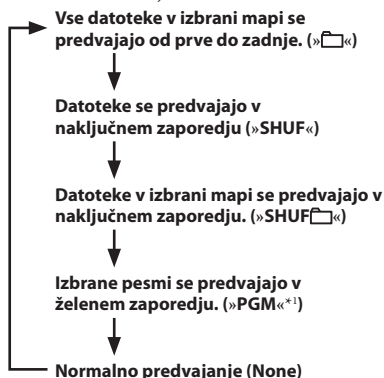 Vse datoteke v izbrani mapi se
predvajajo od prve do zadnje. (»«)
Datoteke se predvajajo v
naključnem zaporedju (»SHUF«)
Datoteke v izbrani mapi se predvajajo v
naključnem zaporedju. (»SHUF«)
Izbrane pesmi se predvajajo v
želenem zaporedju. (»PGM«*1)
Normalno predvajanje (None)